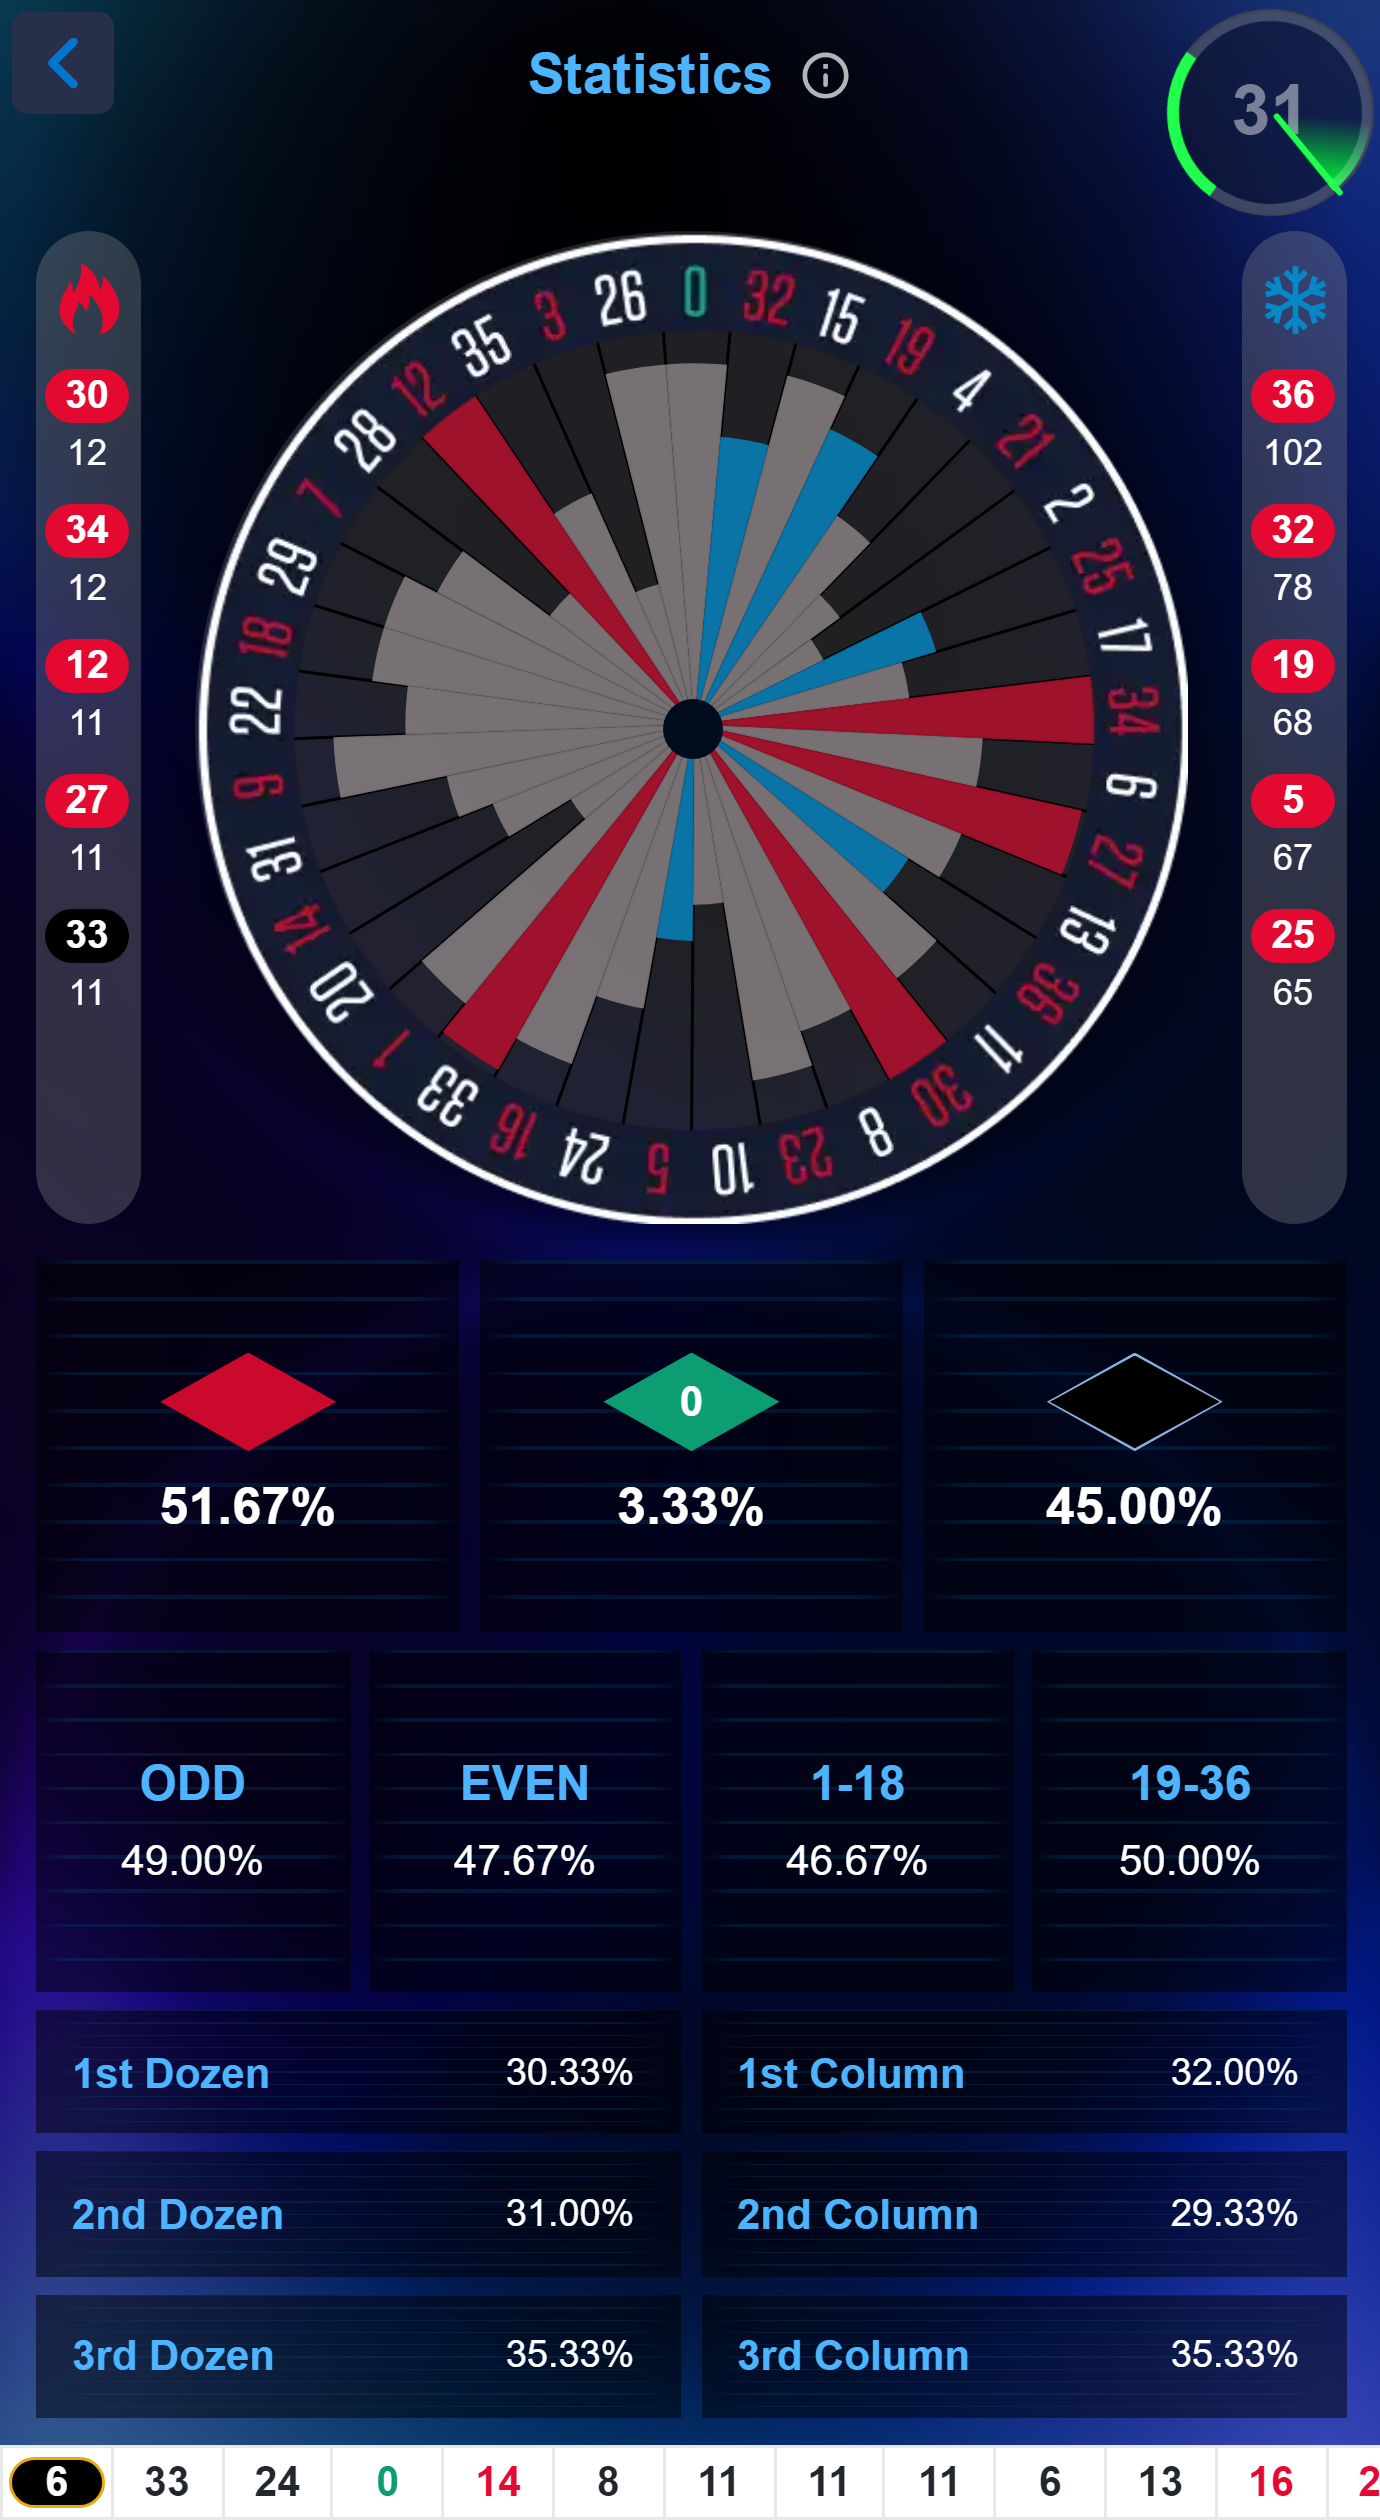 Statistics
31
30
12
34
12
12
11
27
11
33
11
0 32 15 19 4 21 2 25 17 34 6 27 13 36 11 30 8 23 10 5 24 16 33 1 20 14 31 9 22 18 29 7 28 12 35 3 26
36
102
32
78
19
68
5
67
25
65
0
51.67% 3.33% 45.00%
ODD EVEN 1-18 19-36
49.00% 47.67% 46.67% 50.00%
1st Dozen 30.33% 1st Column 32.00%
2nd Dozen 31.00% 2nd Column 29.33%
3rd Dozen 35.33% 3rd Column 35.33%
6 33 24 0 14 8 11 11 11 6 13 16 2